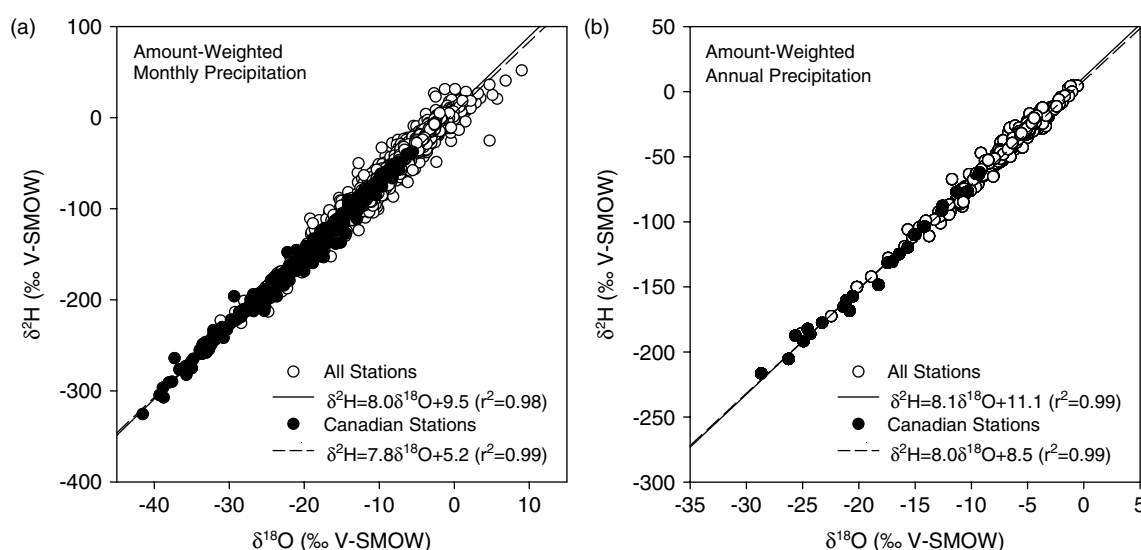 (a)
Amount-Weighted
Monthly Precipitation
100
0
-100
-200
-300
-400
δ²H (‰ V-SMOW)
All Stations
δ²H=8.0δ¹⁸O+9.5 (r²=0.98)
Canadian Stations
δ²H=7.8δ¹⁸O+5.2 (r²=0.99)
-40 -30 -20 -10 0 10
δ¹⁸O (‰ V-SMOW)
(b)
Amount-Weighted
Annual Precipitation
50
0
-50
-100
-150
-200
-250
-300
δ²H (‰ V-SMOW)
All Stations
δ²H=8.1δ¹⁸O+11.1 (r²=0.99)
Canadian Stations
δ²H=8.0δ¹⁸O+8.5 (r²=0.99)
-35 -30 -25 -20 -15 -10 -5 0 5
δ¹⁸O (‰ V-SMOW)